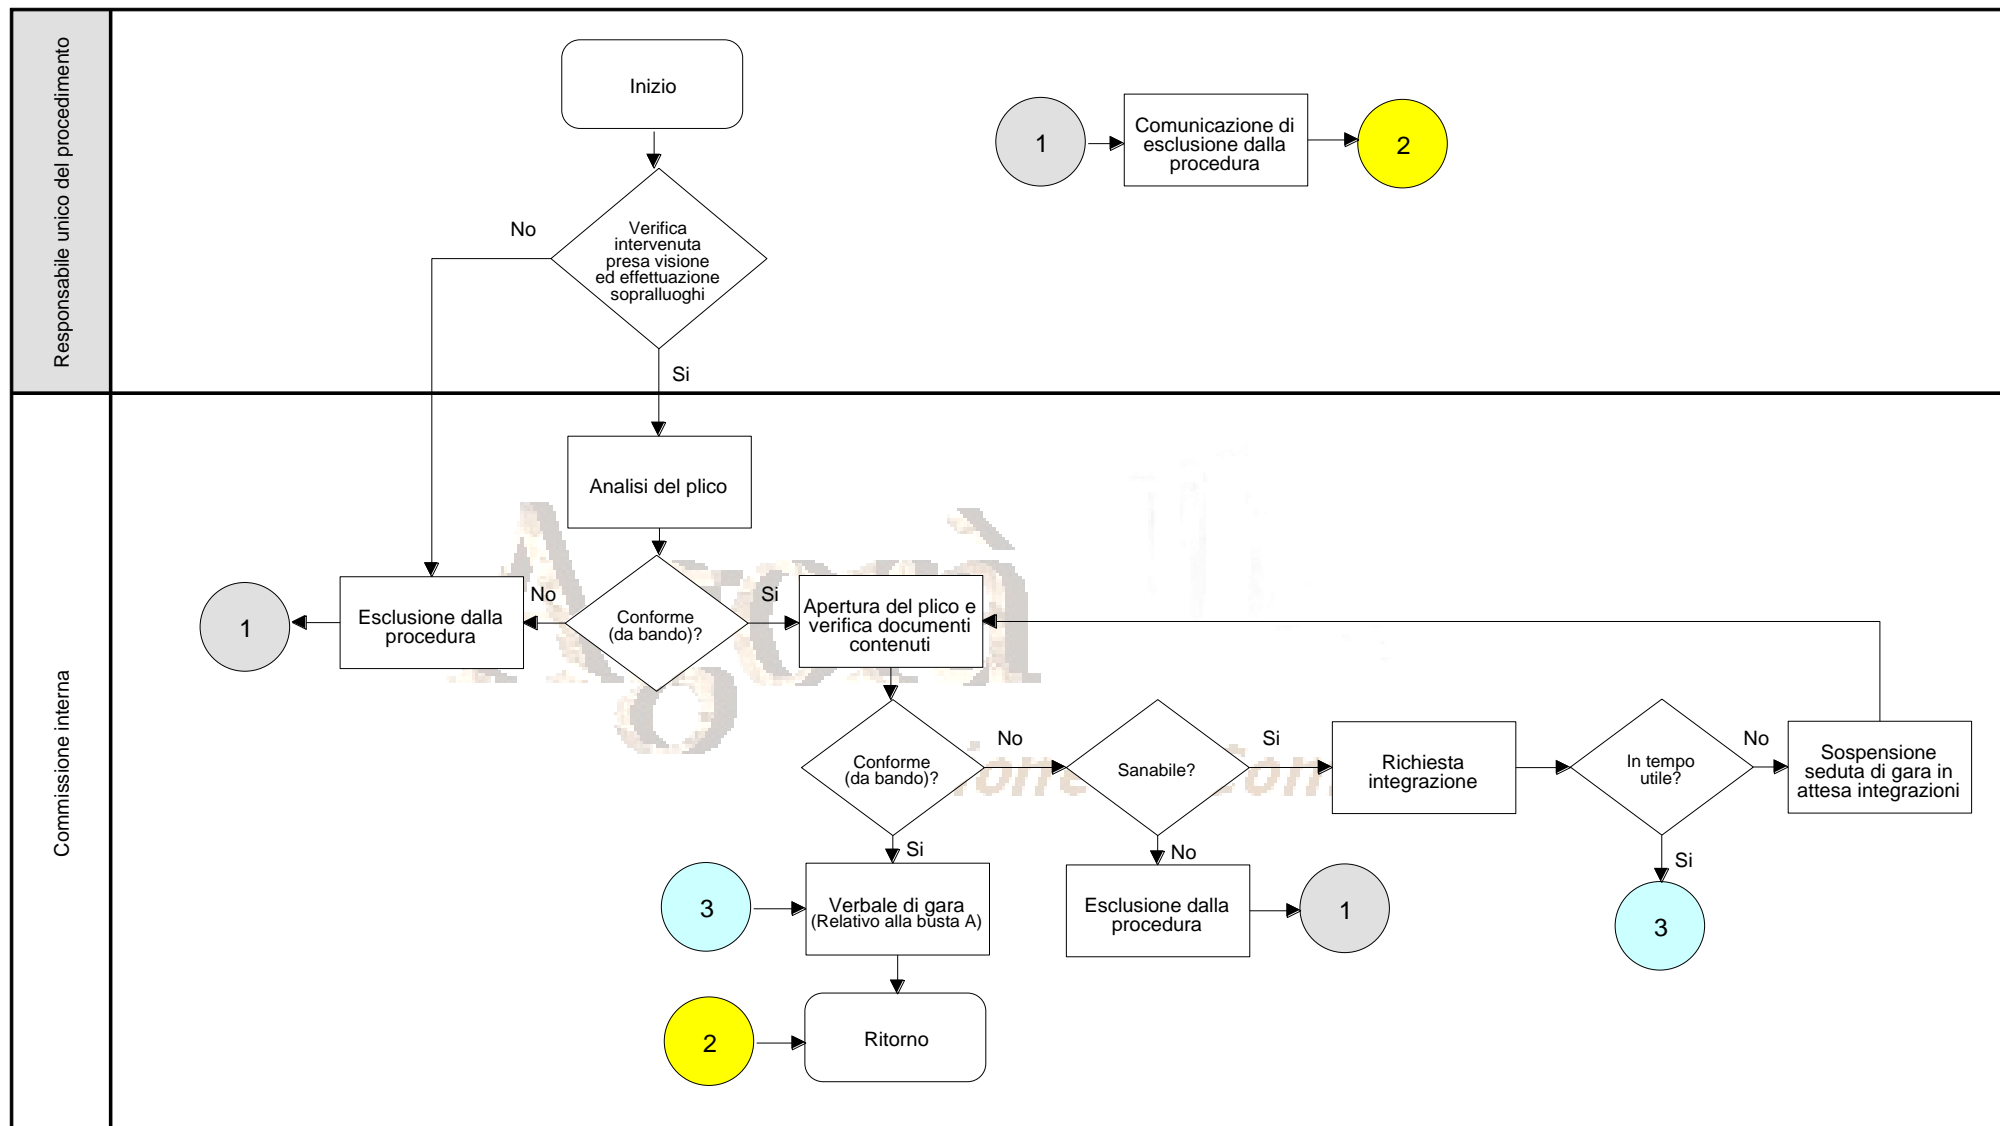 Responsabile unico del procedimento
Inizio
1
Comunicazione di
esclusione dalla
procedura
2
No
Verifica
intervenuta
presa visione
ed effettuazione
sopralluoghi
Si
Commissione interna
Analisi del plico
1
Esclusione dalla
procedura
No
Conforme
(da bando)?
Si
Apertura del plico e
verifica documenti
contenuti
Agorà
Conforme
(da bando)?
No
Sanabile?
Si
Richiesta
integrazione
In tempo
utile?
No
Sospensione
seduta di gara in
attesa integrazioni
Si
No
Si
3
Verbale di gara
(Relativo alla busta A)
Esclusione dalla
procedura
1
3
2
Ritorno